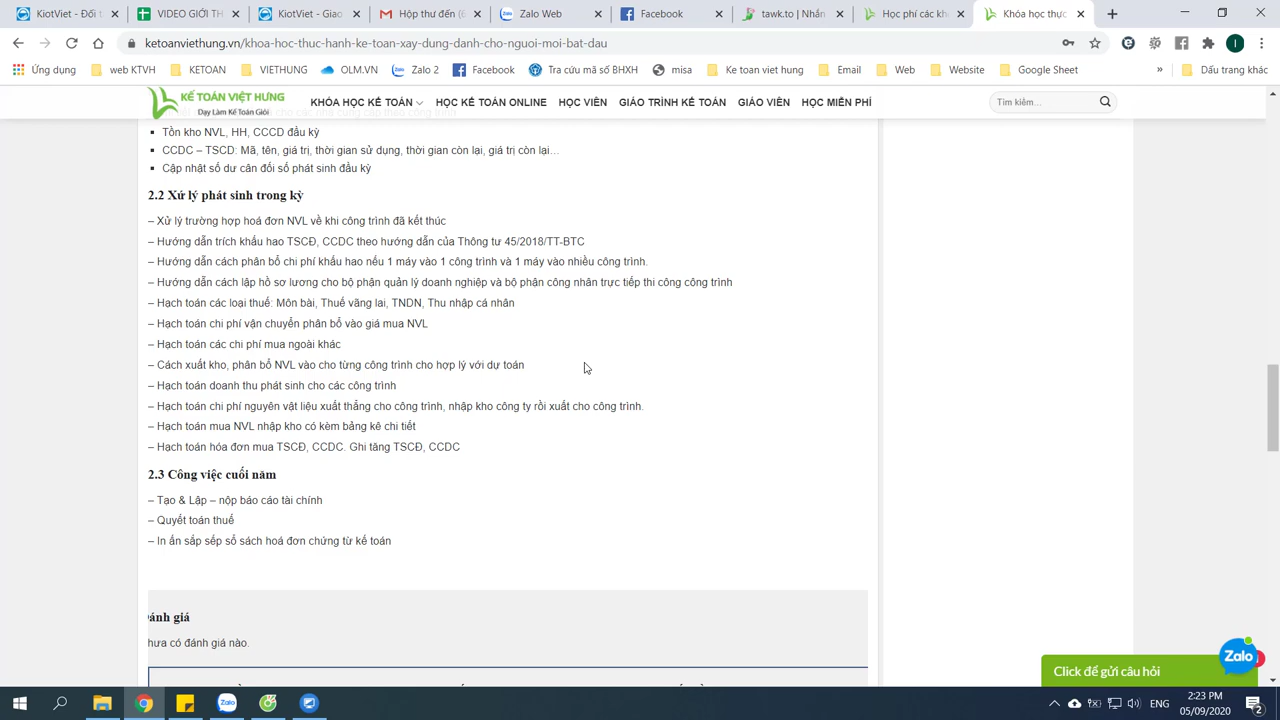 KiotViet - Đối t
VIDEO GIỚI TH
KiotViet - Giao
Hộp thư đến (6
Zalo Web
Facebook
tawk.to | Nhắn
Học phí các kh
Khóa học thực
ketoanviethung.vn/khoa-hoc-thuc-hanh-ke-toan-xay-dung-danh-cho-nguoi-moi-bat-dau
Ứng dụng
web KTVH
KETOAN
VIETHUNG
OLM.VN
Zalo 2
Facebook
Tra cứu mã số BHXH
misa
Ke toan viet hung
Email
Web
Website
Google Sheet
»
Dấu trang khác
KẾ TOÁN VIỆT HƯNG
Dạy Làm Kế Toán Giỏi
KHÓA HỌC KẾ TOÁN
HỌC KẾ TOÁN ONLINE
HỌC VIÊN
GIÁO TRÌNH KẾ TOÁN
GIÁO VIÊN
HỌC MIỄN PHÍ
Tìm kiếm...
Tồn kho NVL, HH, CCCD đầu kỳ
CCDC – TSCD: Mã, tên, giá trị, thời gian sử dụng, thời gian còn lại, giá trị còn lại…
Cập nhật số dư cân đối số phát sinh đầu kỳ
2.2 Xử lý phát sinh trong kỳ
– Xử lý trường hợp hoá đơn NVL về khi công trình đã kết thúc
– Hướng dẫn trích khấu hao TSCĐ, CCDC theo hướng dẫn của Thông tư 45/2018/TT-BTC
– Hướng dẫn cách phân bổ chi phí khấu hao nếu 1 máy vào 1 công trình và 1 máy vào nhiều công trình.
– Hướng dẫn cách lập hồ sơ lương cho bộ phận quản lý doanh nghiệp và bộ phận công nhân trực tiếp thi công công trình
– Hạch toán các loại thuế: Môn bài, Thuế vãng lai, TNDN, Thu nhập cá nhân
– Hạch toán chi phí vận chuyển phân bổ vào giá mua NVL
– Hạch toán các chi phí mua ngoài khác
– Cách xuất kho, phân bổ NVL vào cho từng công trình cho hợp lý với dự toán
– Hạch toán doanh thu phát sinh cho các công trình
– Hạch toán chi phí nguyên vật liệu xuất thẳng cho công trình, nhập kho công ty rồi xuất cho công trình.
– Hạch toán mua NVL nhập kho có kèm bảng kê chi tiết
– Hạch toán hóa đơn mua TSCĐ, CCDC. Ghi tăng TSCĐ, CCDC
2.3 Công việc cuối năm
– Tạo & Lập – nộp báo cáo tài chính
– Quyết toán thuế
– In ấn sắp sếp sổ sách hoá đơn chứng từ kế toán
Đánh giá
hưa có đánh giá nào.
Zalo
Click để gửi câu hỏi
ENG
2:23 PM
05/09/2020
2